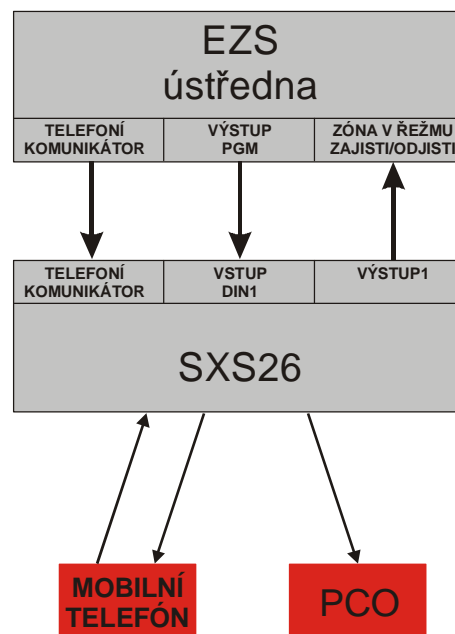 EZS
ústředna
TELEFONÍ
KOMUNIKÁTOR
VÝSTUP
PGM
ZÓNA V ŘEŽMU
ZAJISTI/ODJISTI
TELEFONÍ
KOMUNIKÁTOR
VSTUP
DIN1
VÝSTUP1
SXS26
MOBILNÍ
TELEFÓN
PCO